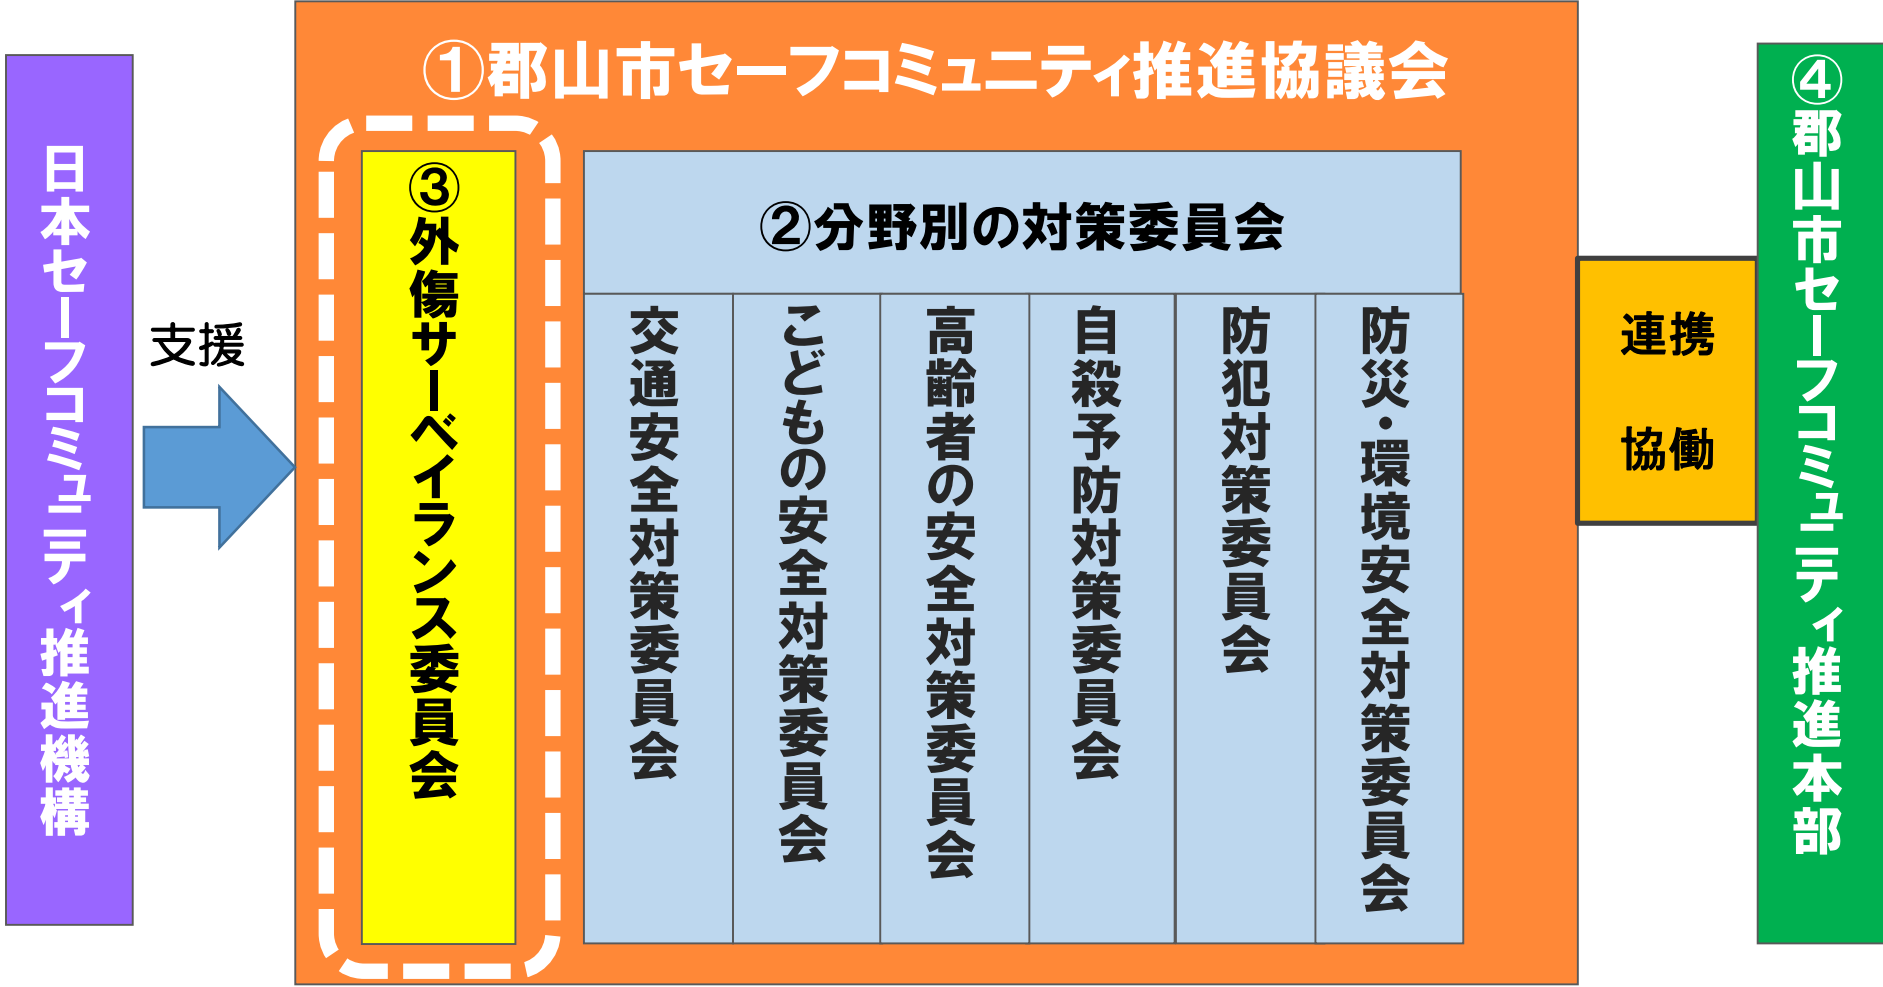 日本セーフコミュニティ推進機構
支援
①郡山市セーフコミュニティ推進協議会
③外傷サーベイランス委員会
②分野別の対策委員会
交通安全対策委員会
こどもの安全対策委員会
高齢者の安全対策委員会
自殺予防対策委員会
防犯対策委員会
防災・環境安全対策委員会
連携
協働
④郡山市セーフコミュニティ推進本部